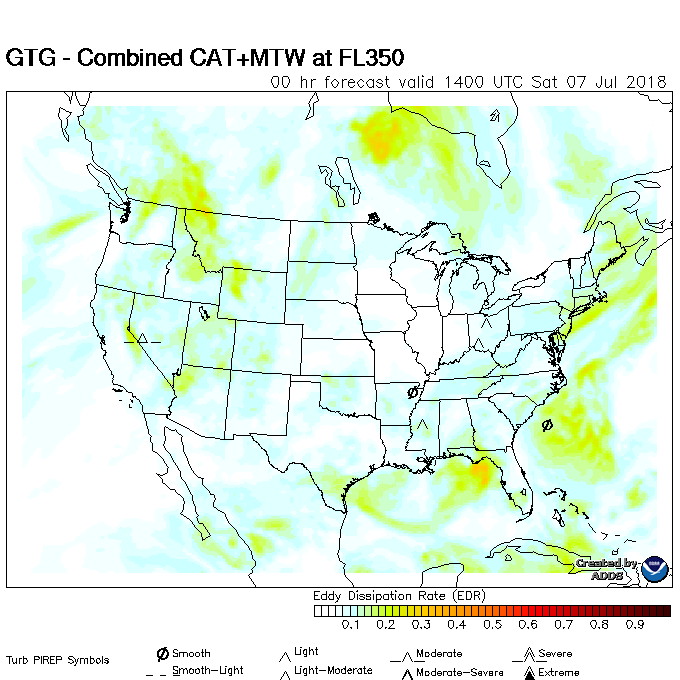 GTG - Combined CAT+MTW at FL350
00 hr forecast valid 1400 UTC Sat 07 Jul 2018
Created by
ADDS
Eddy Dissipation Rate (EDR)
0.1 0.2 0.3 0.4 0.5 0.6 0.7 0.8 0.9
Turb PIREP Symbols
Smooth Light Moderate Severe
Smooth-Light Light-Moderate Moderate-Severe Extreme